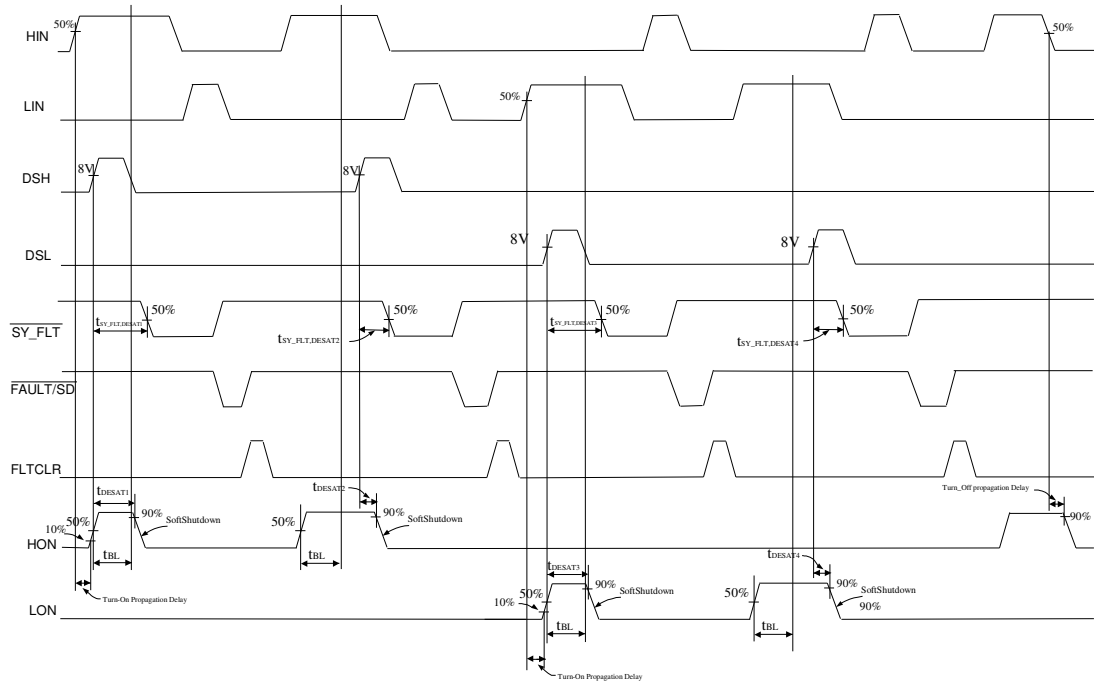 HIN
50%
50%
LIN
50%
DSH
8V
8V
DSL
8V
8V
SY_FLT
50%
50%
50%
50%
tSY_FLT,DESAT1
tSY_FLT,DESAT2
tSY_FLT,DESAT3
tSY_FLT,DESAT4
FAULT/SD
FLTCLR
tDESAT1
tDESAT2
Turn_Off propagation Delay
HON
10%
50%
90%
SoftShutdown
50%
90%
SoftShutdown
90%
tBL
tBL
Turn-On Propagation Delay
tDESAT3
tDESAT4
LON
10%
50%
90%
SoftShutdown
50%
90%
SoftShutdown
90%
tBL
tBL
Turn-On Propagation Delay